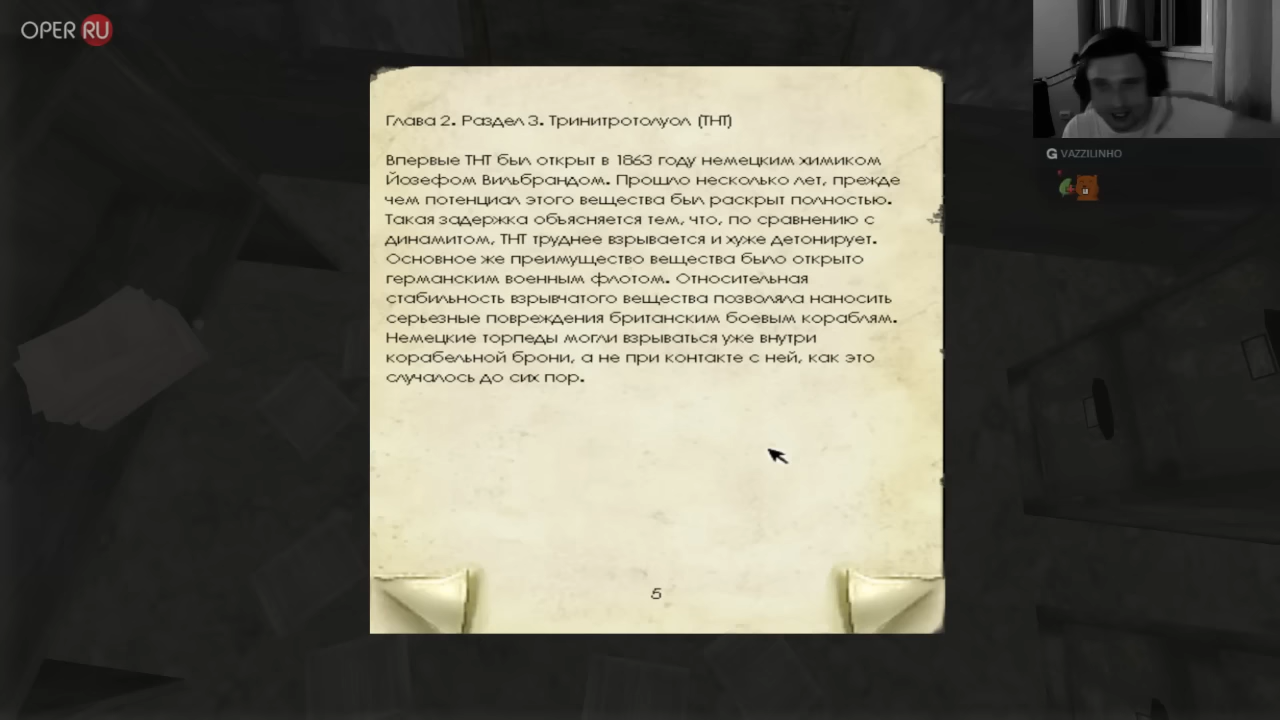 OPER RU
Глава 2. Раздел 3. Тринитротолуол (ТНТ)
Впервые ТНТ был открыт в 1863 году немецким химиком
Йозефом Вильбрандом. Прошло несколько лет, прежде
чем потенциал этого вещества был раскрыт полностью.
Такая задержка объясняется тем, что, по сравнению с
динамитом, ТНТ труднее взрывается и хуже детонирует.
Основное же преимущество вещества было открыто
германским военным флотом. Относительная
стабильность взрывчатого вещества позволяла наносить
серьезные повреждения британским боевым кораблям.
Немецкие торпеды могли взрываться уже внутри
корабельной брони, а не при контакте с ней, как это
случалось до сих пор.
5
G VAZZILINHO